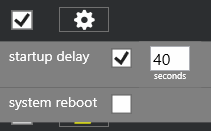 startup delay
40
seconds
system reboot